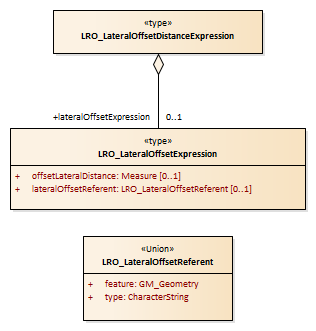 «type»
LRO_LateralOffsetDistanceExpression
+lateralOffsetExpression 0..1
«type»
LRO_LateralOffsetExpression
+ offsetLateralDistance: Measure [0..1]
+ lateralOffsetReferent: LRO_LateralOffsetReferent [0..1]
«Union»
LRO_LateralOffsetReferent
+ feature: GM_Geometry
+ type: CharacterString